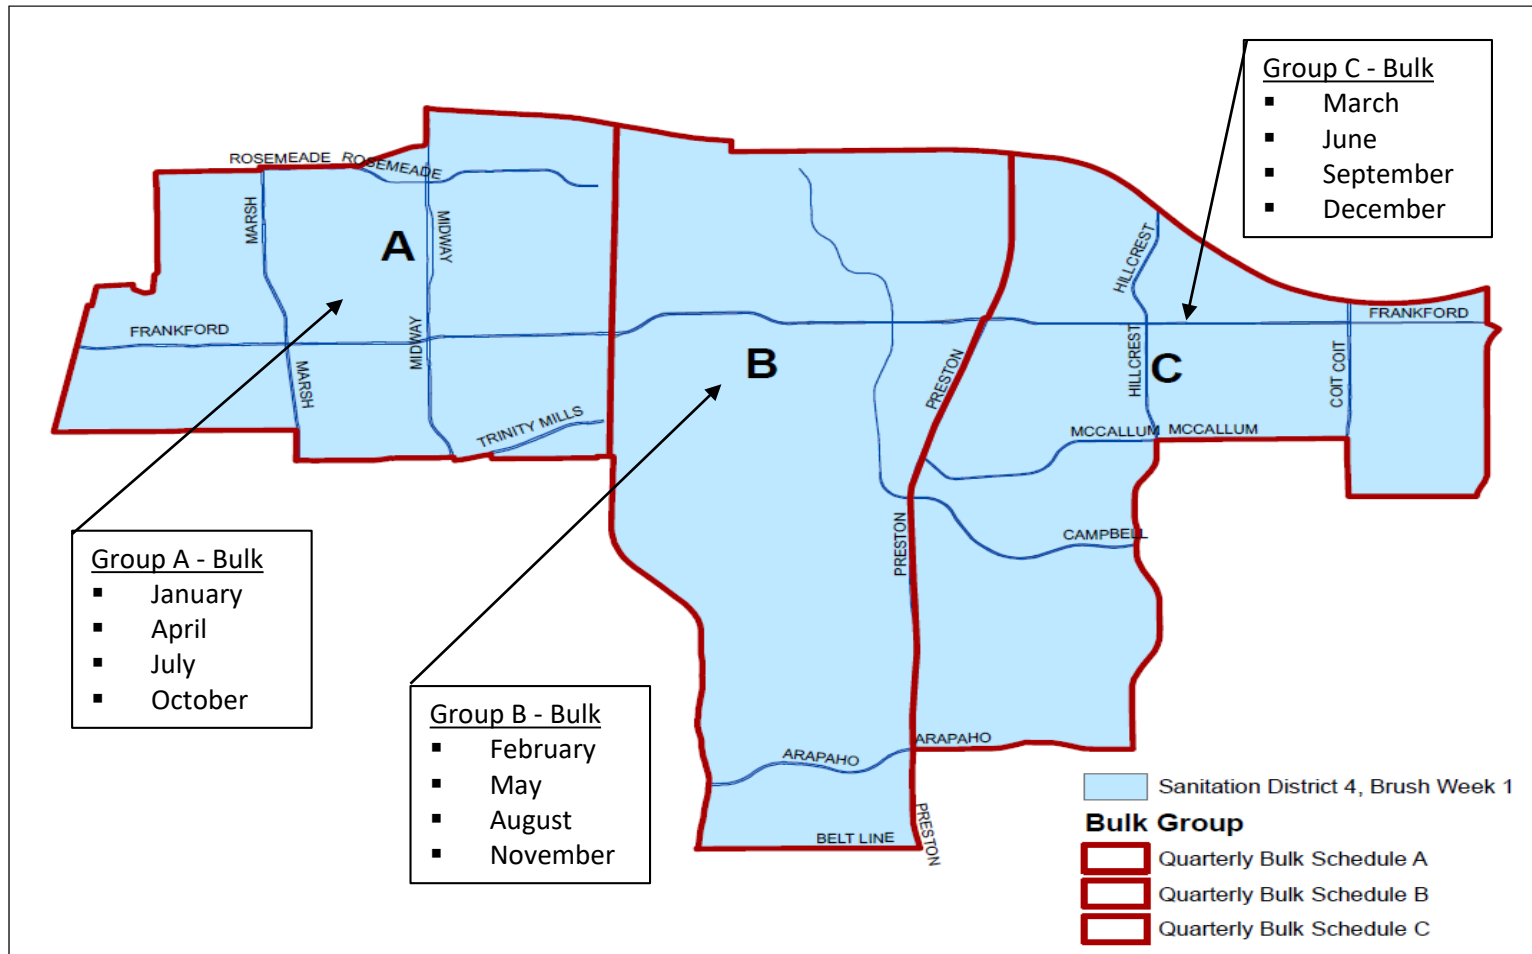 Group C - Bulk
▪ March
▪ June
▪ September
▪ December
ROSEMEADE
ROSEMEADE
MARSH
MIDWAY
A
HILLCREST
FRANKFORD
FRANKFORD
MIDWAY
MARSH
B
PRESTON
HILLCREST
C
COIT
COIT
TRINITY MILLS
MCCALLUM
MCCALLUM
PRESTON
CAMPBELL
Group A - Bulk
▪ January
▪ April
▪ July
▪ October
Group B - Bulk
▪ February
▪ May
▪ August
▪ November
ARAPAHO
ARAPAHO
BELT LINE
PRESTON
Sanitation District 4, Brush Week 1
Bulk Group
Quarterly Bulk Schedule A
Quarterly Bulk Schedule B
Quarterly Bulk Schedule C